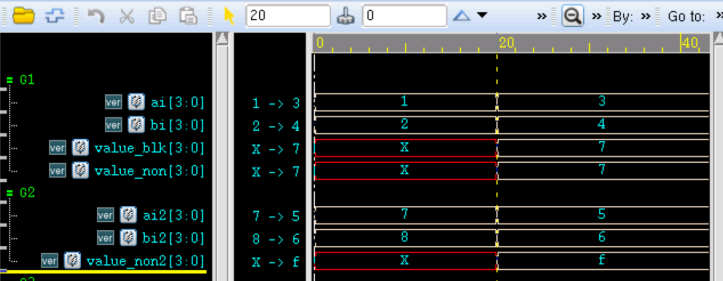 20 0 » » By: » Go to: »
0 20 40
G1
ver ai[3:0] 1 -> 3 1 3
ver bi[3:0] 2 -> 4 2 4
ver value_blk[3:0] X -> 7 X 7
ver value_non[3:0] X -> 7 X 7
G2
ver ai2[3:0] 7 -> 5 7 5
ver bi2[3:0] 8 -> 6 8 6
ver value_non2[3:0] X -> f X f